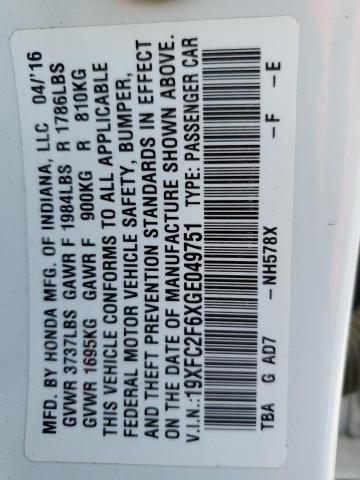 MFD. BY HONDA MFG. OF INDIANA, LLC 04/'16
GVWR 3737LBS GAWR F 1984LBS R 1786LBS
GVWR 1695KG GAWR F 900KG R 810KG
THIS VEHICLE CONFORMS TO ALL APPLICABLE
FEDERAL MOTOR VEHICLE SAFETY, BUMPER,
AND THEFT PREVENTION STANDARDS IN EFFECT
ON THE DATE OF MANUFACTURE SHOWN ABOVE.
V.I.N.:19XFC2F6XGE049751 TYPE: PASSENGER CAR
TBA G AD7 -NH578X -F -E